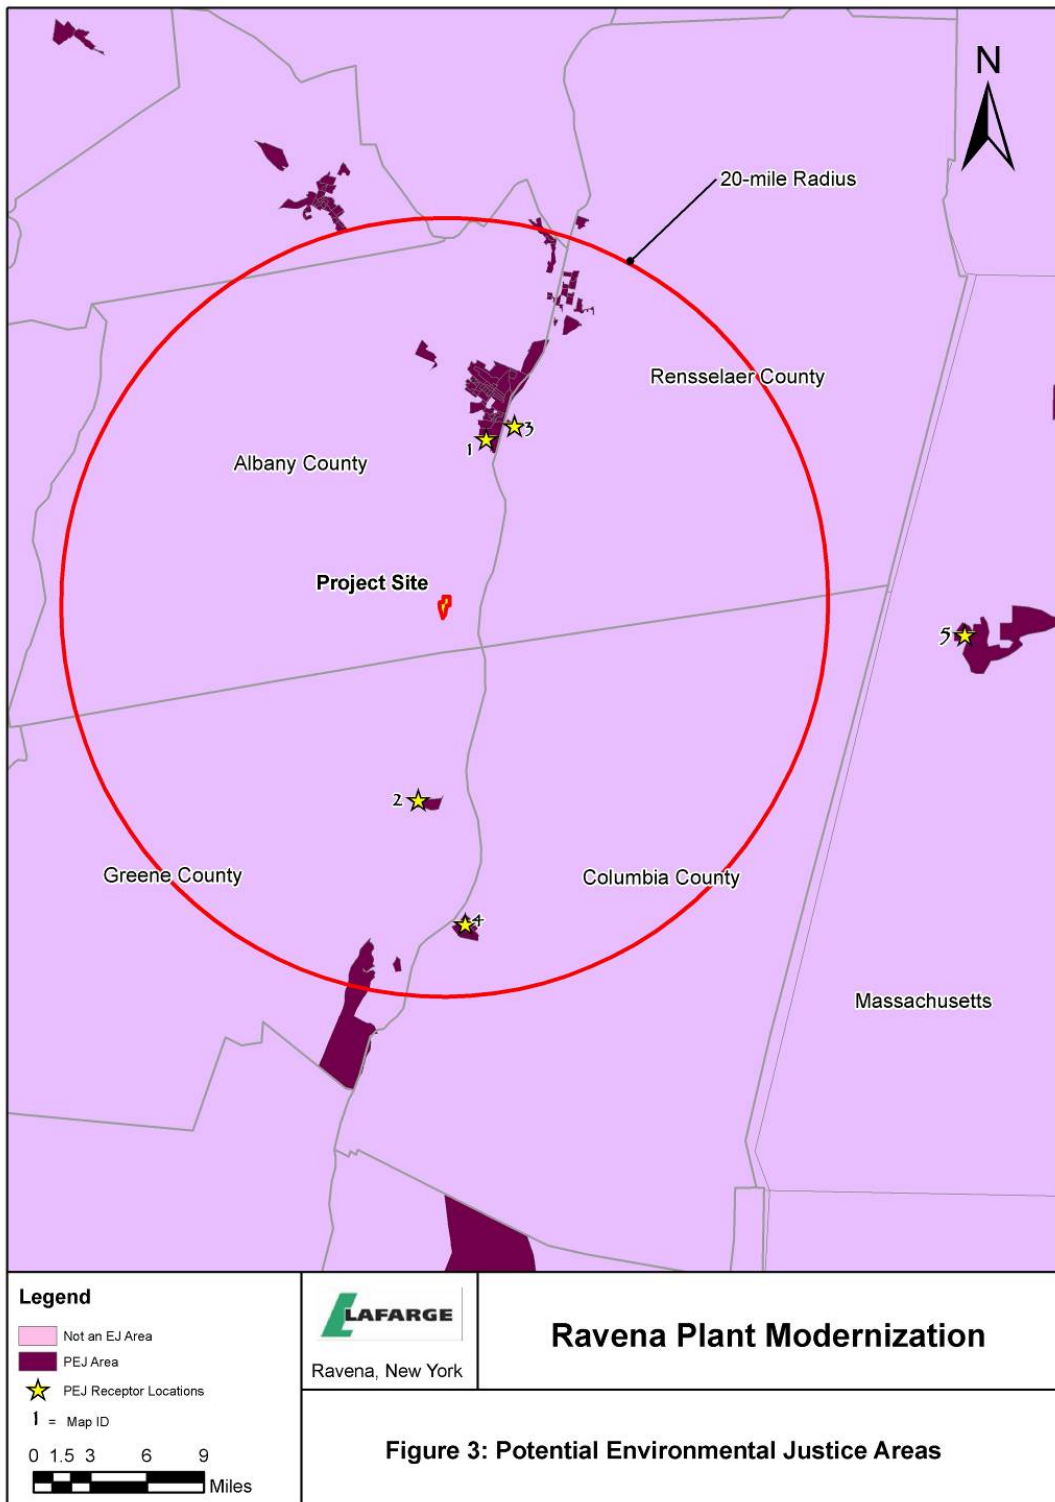 N
20-mile Radius
Rensselaer County
3
1
Albany County
Project Site
5
2
Greene County
Columbia County
4
Massachusetts
Legend
Not an EJ Area
PEJ Area
PEJ Receptor Locations
1 = Map ID
0 1.5 3 6 9
Miles
LAFARGE
Ravena, New York
Ravena Plant Modernization
Figure 3: Potential Environmental Justice Areas